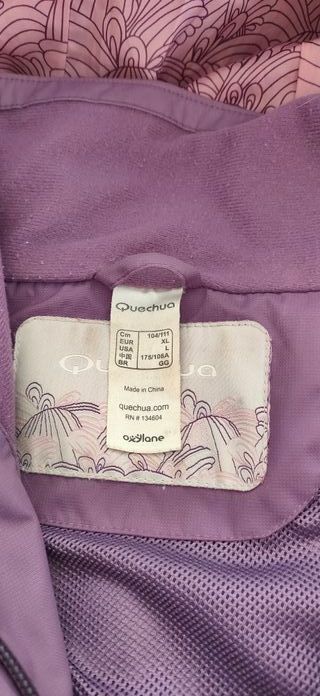 Quechua
Cm 104/111
EUR XL
USA L
中国 175/108A
BR GG
Made in China
quechua.com
RN # 134604
oxylane
Quechua